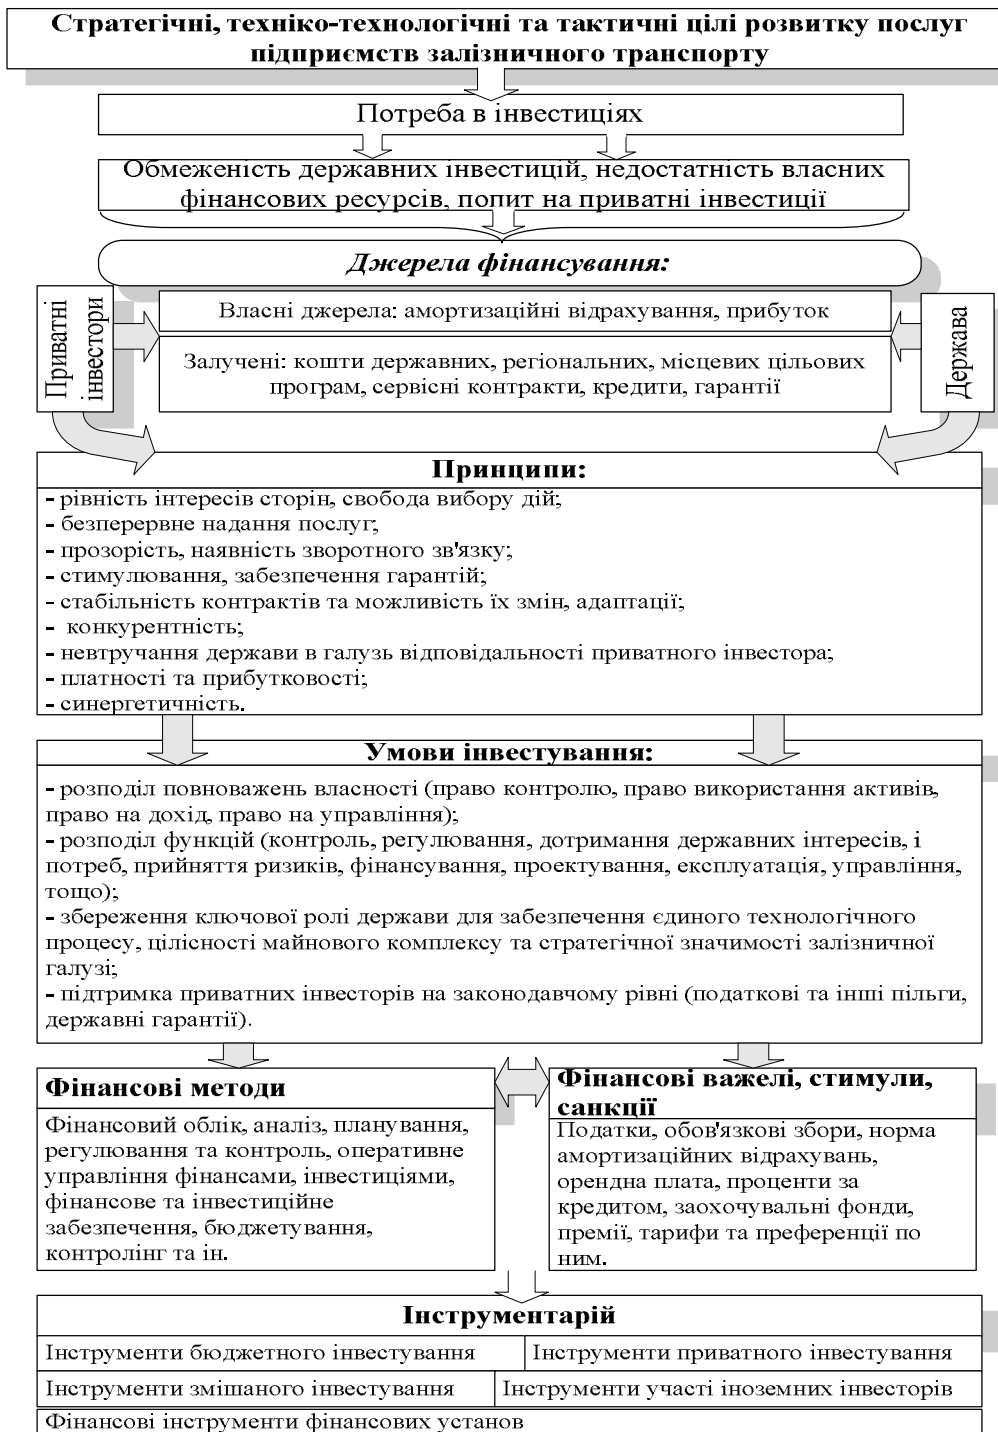 Стратегічні, техніко-технологічні та тактичні цілі розвитку послуг
підприємств залізничного транспорту
Потреба в інвестиціях
Обмеженість державних інвестицій, недостатність власних
фінансових ресурсів, попит на приватні інвестиції
Джерела фінансування:
Приватні
інвестори
Власні джерела: амортизаційні відрахування, прибуток
Залучені: кошти державних, регіональних, місцевих цільових
програм, сервісні контракти, кредити, гарантії
Держава
Принципи:
- рівність інтересів сторін, свобода вибору дій;
- безперервне надання послуг;
- прозорість, наявність зворотного зв'язку;
- стимулювання, забезпечення гарантій;
- стабільність контрактів та можливість їх змін, адаптації;
- конкурентність;
- невтручання держави в галузь відповідальності приватного інвестора;
- платності та прибутковості;
- синергетичність.
Умови інвестування:
- розподіл повноважень власності (право контролю, право використання активів,
право на дохід, право на управління);
- розподіл функцій (контроль, регулювання, дотримання державних інтересів, і
потреб, прийняття ризиків, фінансування, проектування, експлуатація, управління,
тощо);
- збереження ключової ролі держави для забезпечення єдиного технологічного
процесу, цілісності майнового комплексу та стратегічної значимості залізничної
галузі;
- підтримка приватних інвесторів на законодавчому рівні (податкові та інші пільги,
державні гарантії).
Фінансові методи
Фінансовий облік, аналіз, планування,
регулювання та контроль, оперативне
управління фінансами, інвестиціями,
фінансове та інвестиційне
забезпечення, бюджетування,
контролінг та ін.
Фінансові важелі, стимули,
санкції
Податки, обов'язкові збори, норма
амортизаційних відрахувань,
орендна плата, проценти за
кредитом, заохочувальні фонди,
премії, тарифи та преференції по
ним.
Інструментарій
Інструменти бюджетного інвестування
Інструменти приватного інвестування
Інструменти змішаного інвестування
Інструменти участі іноземних інвесторів
Фінансові інструменти фінансових установ